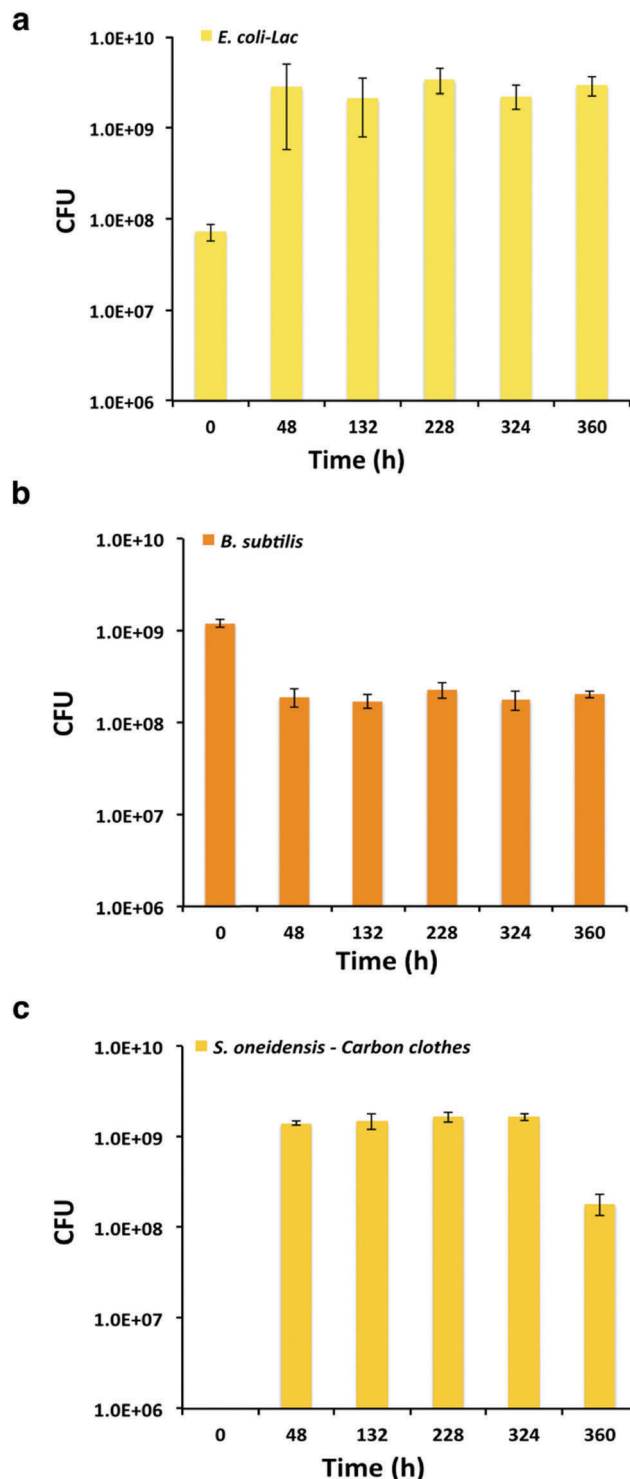 a
E. coli-Lac
1.0E+10
1.0E+09
1.0E+08
1.0E+07
1.0E+06
CFU
0 48 132 228 324 360
Time (h)
b
B. subtilis
1.0E+10
1.0E+09
1.0E+08
1.0E+07
1.0E+06
CFU
0 48 132 228 324 360
Time (h)
c
S. oneidensis - Carbon clothes
1.0E+10
1.0E+09
1.0E+08
1.0E+07
1.0E+06
CFU
0 48 132 228 324 360
Time (h)